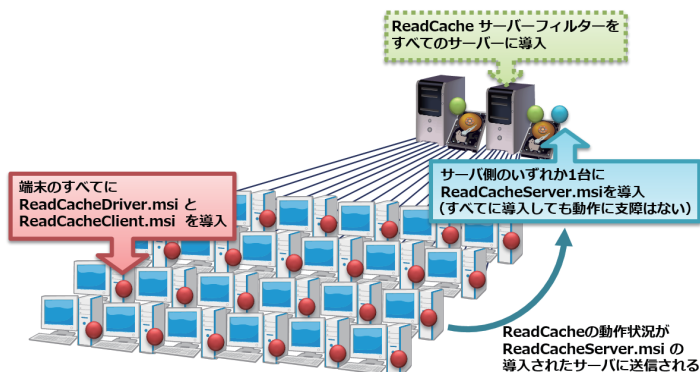 ReadCache サーバーフィルターを
すべてのサーバーに導入
端末のすべてに
ReadCacheDriver.msi と
ReadCacheClient.msi を導入
サーバ側のいずれか1台に
ReadCacheServer.msiを導入
(すべてに導入しても動作に支障はない)
ReadCacheの動作状況が
ReadCacheServer.msi の
導入されたサーバに送信される